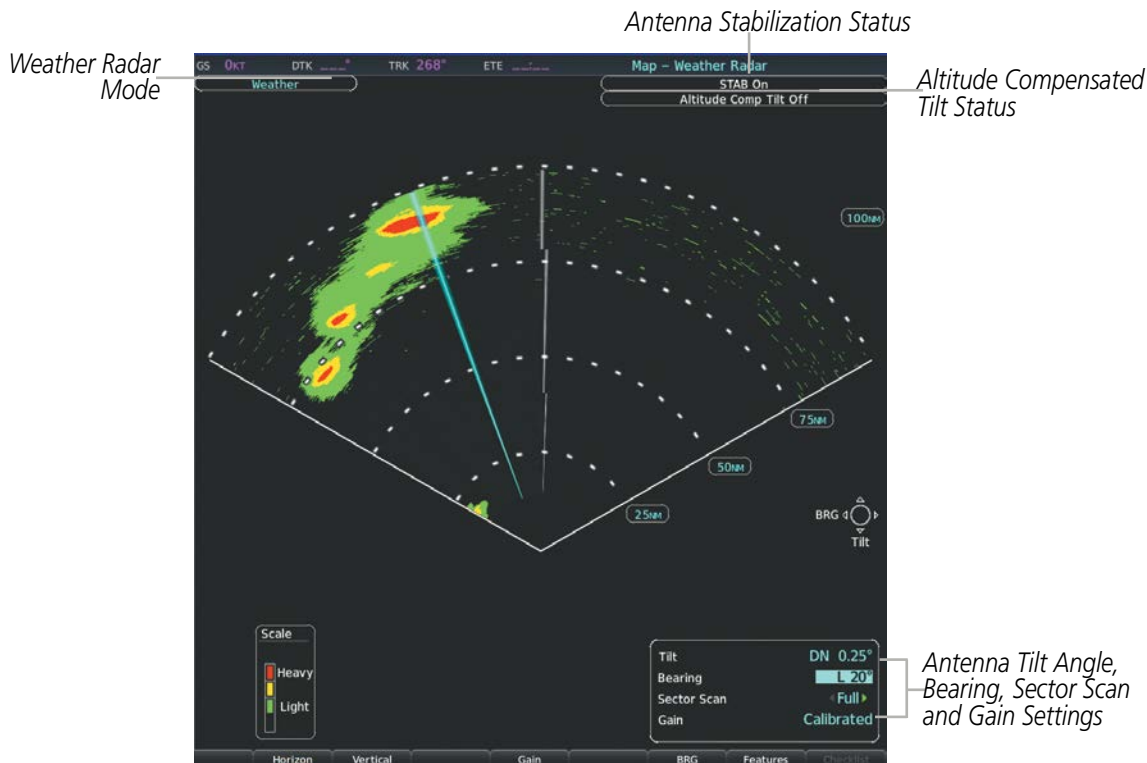 Antenna Stabilization Status
Weather Radar
Mode
GS 0KT DTK ___° TRK 268° ETE __:__ Map – Weather Radar
Weather
STAB On
Altitude Comp Tilt Off
Altitude Compensated
Tilt Status
100NM
75NM
50NM
25NM
BRG
Tilt
Scale
Heavy
Light
Tilt DN 0.25°
Bearing L 20°
Sector Scan Full
Gain Calibrated
Antenna Tilt Angle,
Bearing, Sector Scan
and Gain Settings
Horizon Vertical Gain BRG Features Checklist